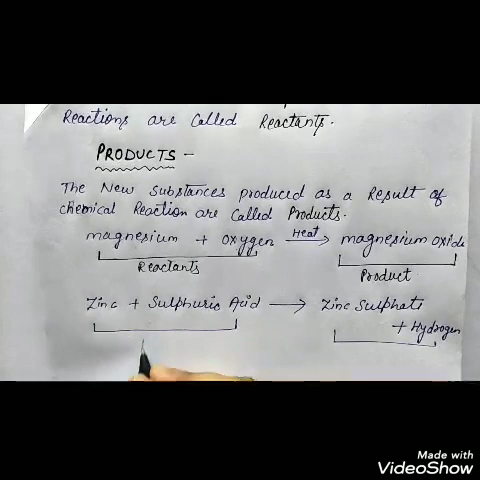 Reactions are Called Reactants.
PRODUCTS -
The New Substances produced as a Result of
chemical Reaction are Called Products.
magnesium + oxygen Heat → magnesium oxide
Reactants Product
Zinc + Sulphuric Acid → Zinc Sulphate
+ Hydrogen
Made with
VideoShow